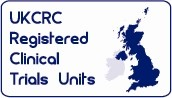 UKCRC
Registered
Clinical
Trials Units